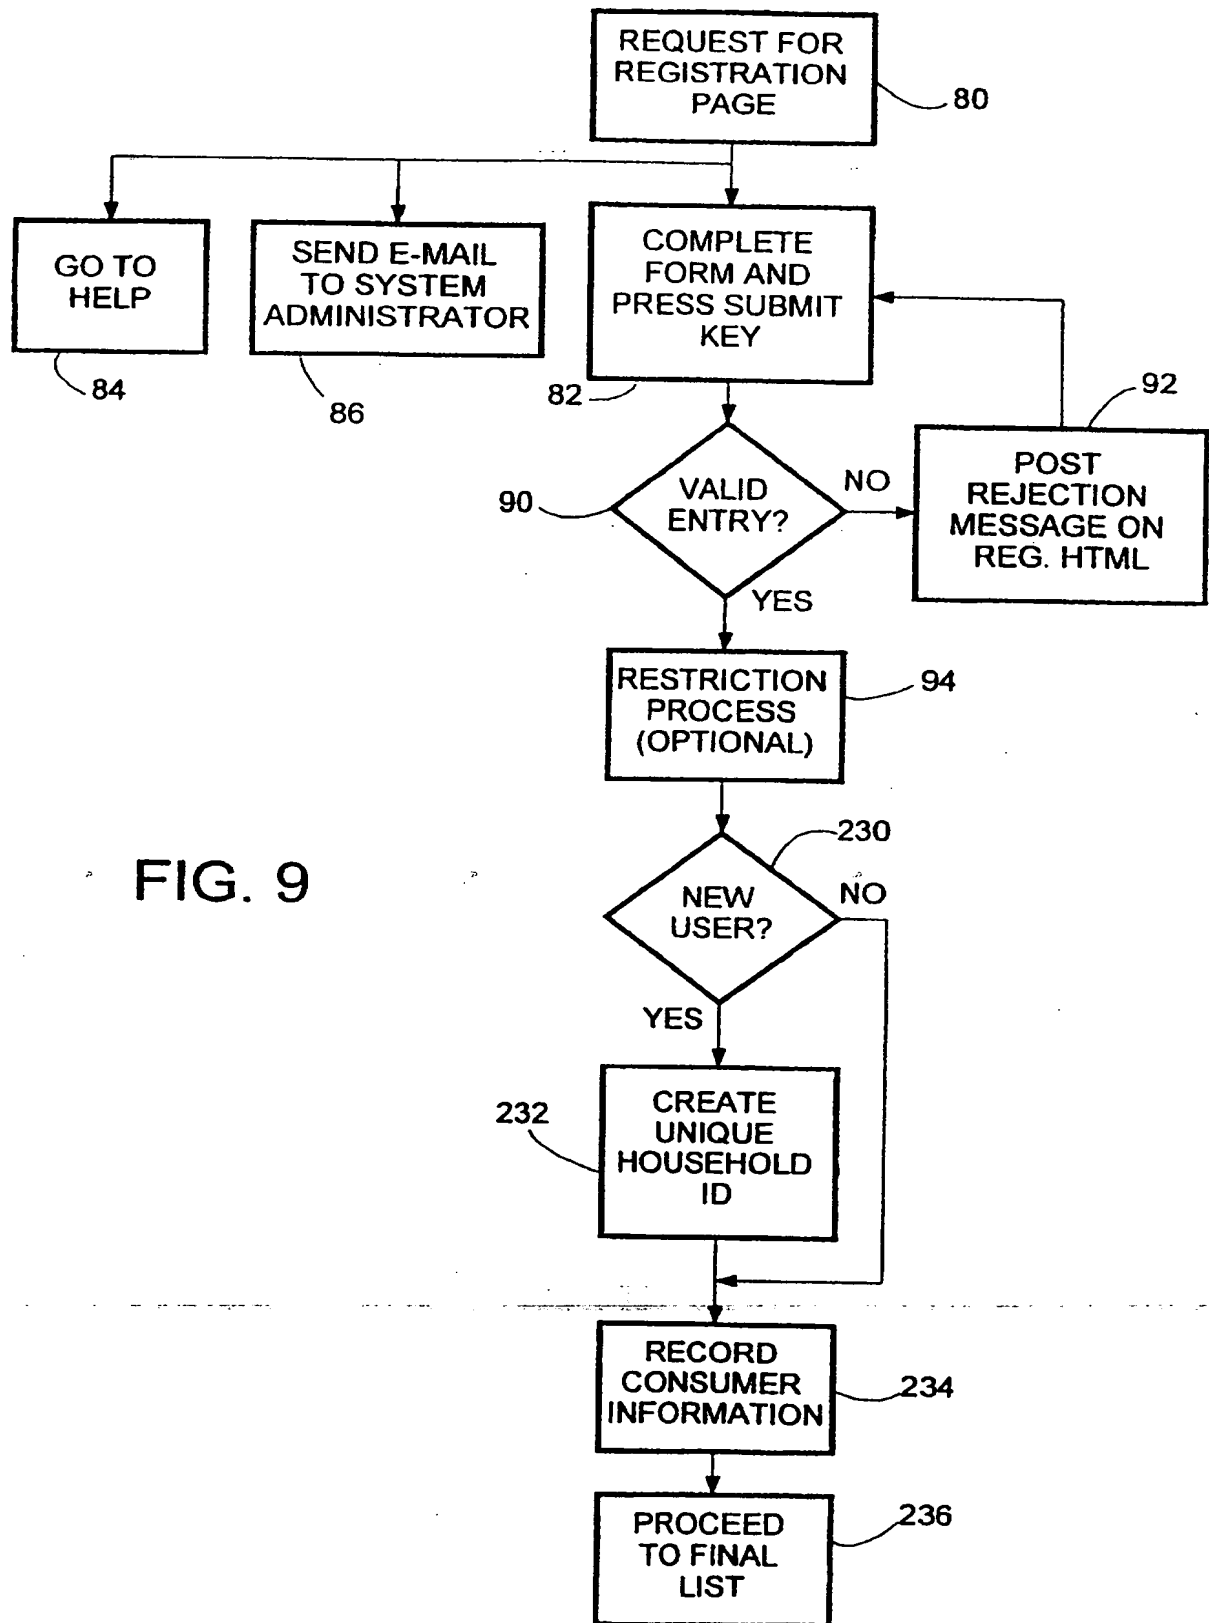 REQUEST FOR
REGISTRATION
PAGE
80
GO TO
HELP
84
SEND E-MAIL
TO SYSTEM
ADMINISTRATOR
86
COMPLETE
FORM AND
PRESS SUBMIT
KEY
82
92
POST
REJECTION
MESSAGE ON
REG. HTML
90
VALID
ENTRY?
NO
YES
RESTRICTION
PROCESS
(OPTIONAL)
94
230
NEW
USER?
NO
YES
FIG. 9
232
CREATE
UNIQUE
HOUSEHOLD
ID
RECORD
CONSUMER
INFORMATION
234
PROCEED
TO FINAL
LIST
236